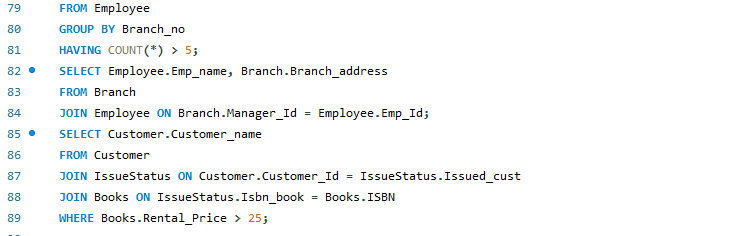 79 FROM Employee
80 GROUP BY Branch_no
81 HAVING COUNT(*) > 5;
82 SELECT Employee.Emp_name, Branch.Branch_address
83 FROM Branch
84 JOIN Employee ON Branch.Manager_Id = Employee.Emp_Id;
85 SELECT Customer.Customer_name
86 FROM Customer
87 JOIN IssueStatus ON Customer.Customer_Id = IssueStatus.Issued_cust
88 JOIN Books ON IssueStatus.Isbn_book = Books.ISBN
89 WHERE Books.Rental_Price > 25;